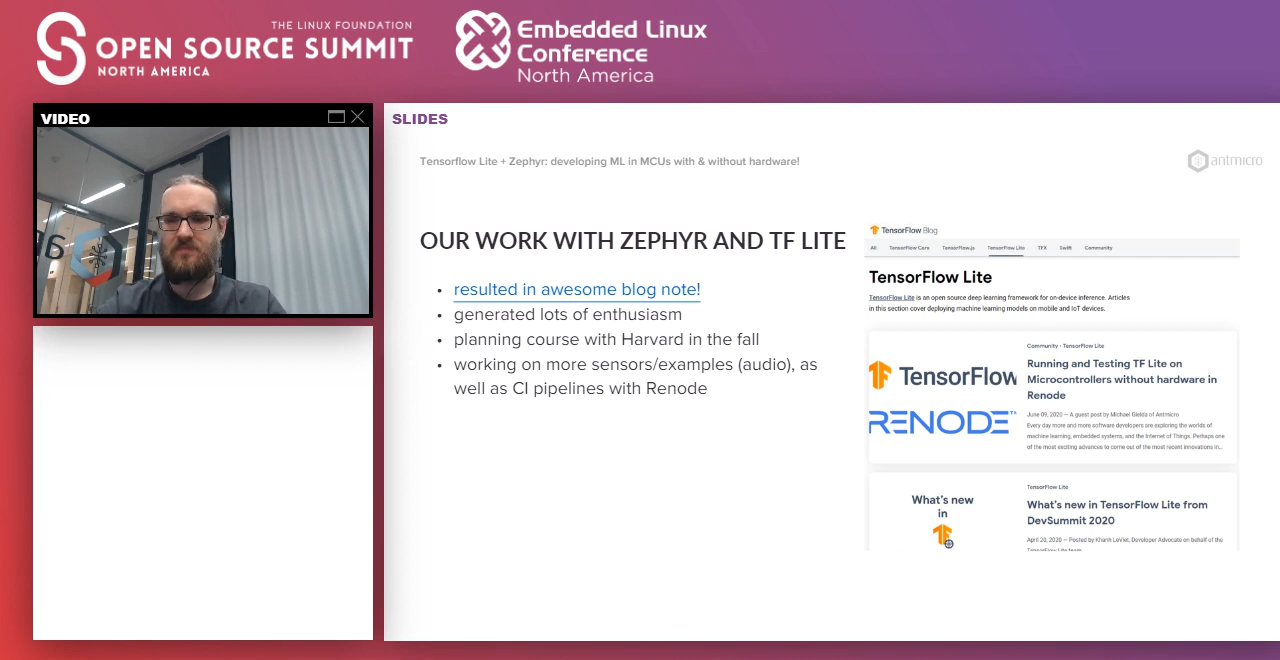 THE LINUX FOUNDATION
OPEN SOURCE SUMMIT
NORTH AMERICA
Embedded Linux
Conference
North America
VIDEO
SLIDES
Tensorflow Lite + Zephyr: developing ML in MCUs with & without hardware!
antmicro
OUR WORK WITH ZEPHYR AND TF LITE
• resulted in awesome blog note!
• generated lots of enthusiasm
• planning course with Harvard in the fall
• working on more sensors/examples (audio), as
well as CI pipelines with Renode
TensorFlow Blog
All TensorFlow Core TensorFlow.js TensorFlow Lite TFX Swift Community
TensorFlow Lite
TensorFlow Lite is an open source deep learning framework for on-device inference. Articles
in this section cover deploying machine learning models on mobile and IoT devices.
TensorFlow
RENODE™
Community · TensorFlow Lite
Running and Testing TF Lite on
Microcontrollers without hardware in
Renode
June 09, 2020 — A guest post by Michael Gielda of Antmicro
Every day more and more software developers are exploring the worlds of
machine learning, embedded systems, and the Internet of Things. Perhaps one
of the most exciting advances to come out of the most recent innovations in…
What's new
in
TensorFlow Lite
What's new in TensorFlow Lite from
DevSummit 2020
April 20, 2020 — Posted by Khanh LeViet, Developer Advocate on behalf of the
TensorFlow Lite team